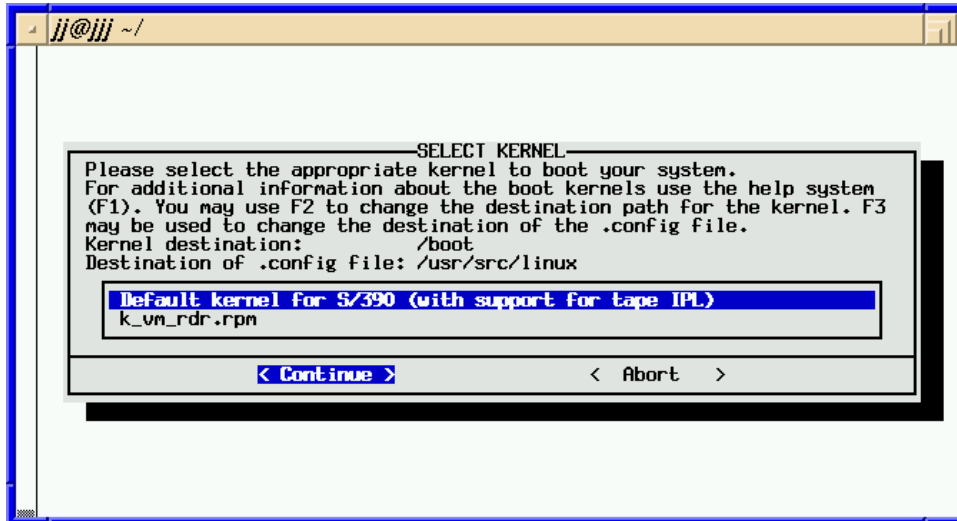 jj@jjj ~/
SELECT KERNEL
Please select the appropriate kernel to boot your system.
For additional information about the boot kernels use the help system
(F1). You may use F2 to change the destination path for the kernel. F3
may be used to change the destination of the .config file.
Kernel destination: /boot
Destination of .config file: /usr/src/linux
Default kernel for S/390 (with support for tape IPL)
k_vm_rdr.rpm
< Continue > < Abort >